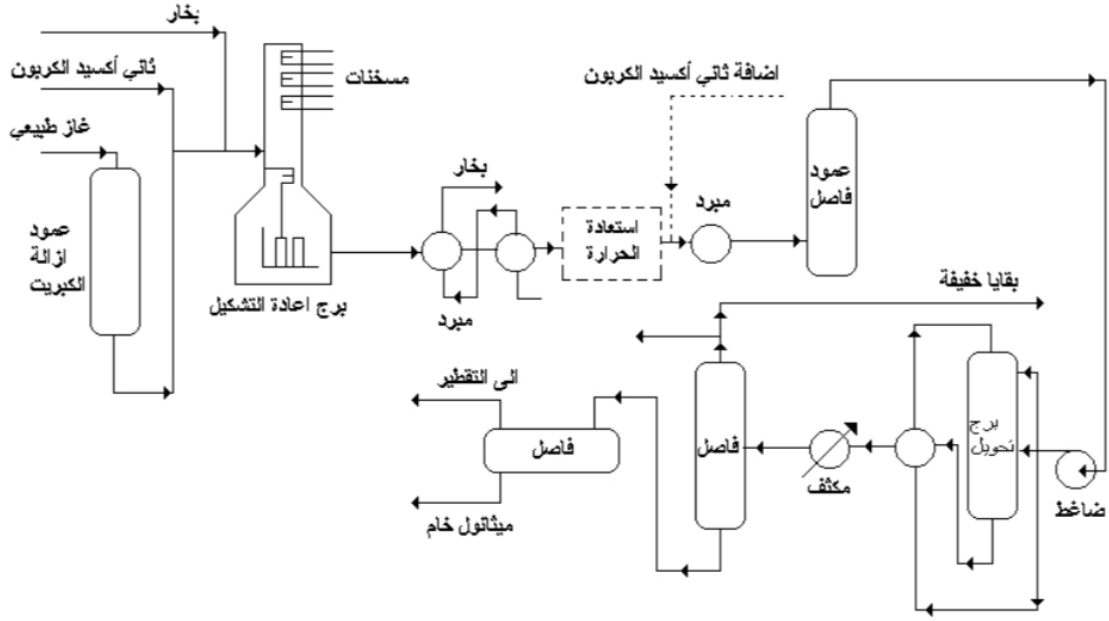 بخار
ثاني أكسيد الكربون
غاز طبيعي
عمود
ازالة
الكبريت
مسخنات
برج اعادة التشكيل
بخار
مبرد
استعادة
الحرارة
اضافة ثاني أكسيد الكربون
مبرد
عمود
فاصل
بقايا خفيفة
برج
تحويل
ضاغط
مكثف
فاصل
الى التقطير
فاصل
ميثانول خام